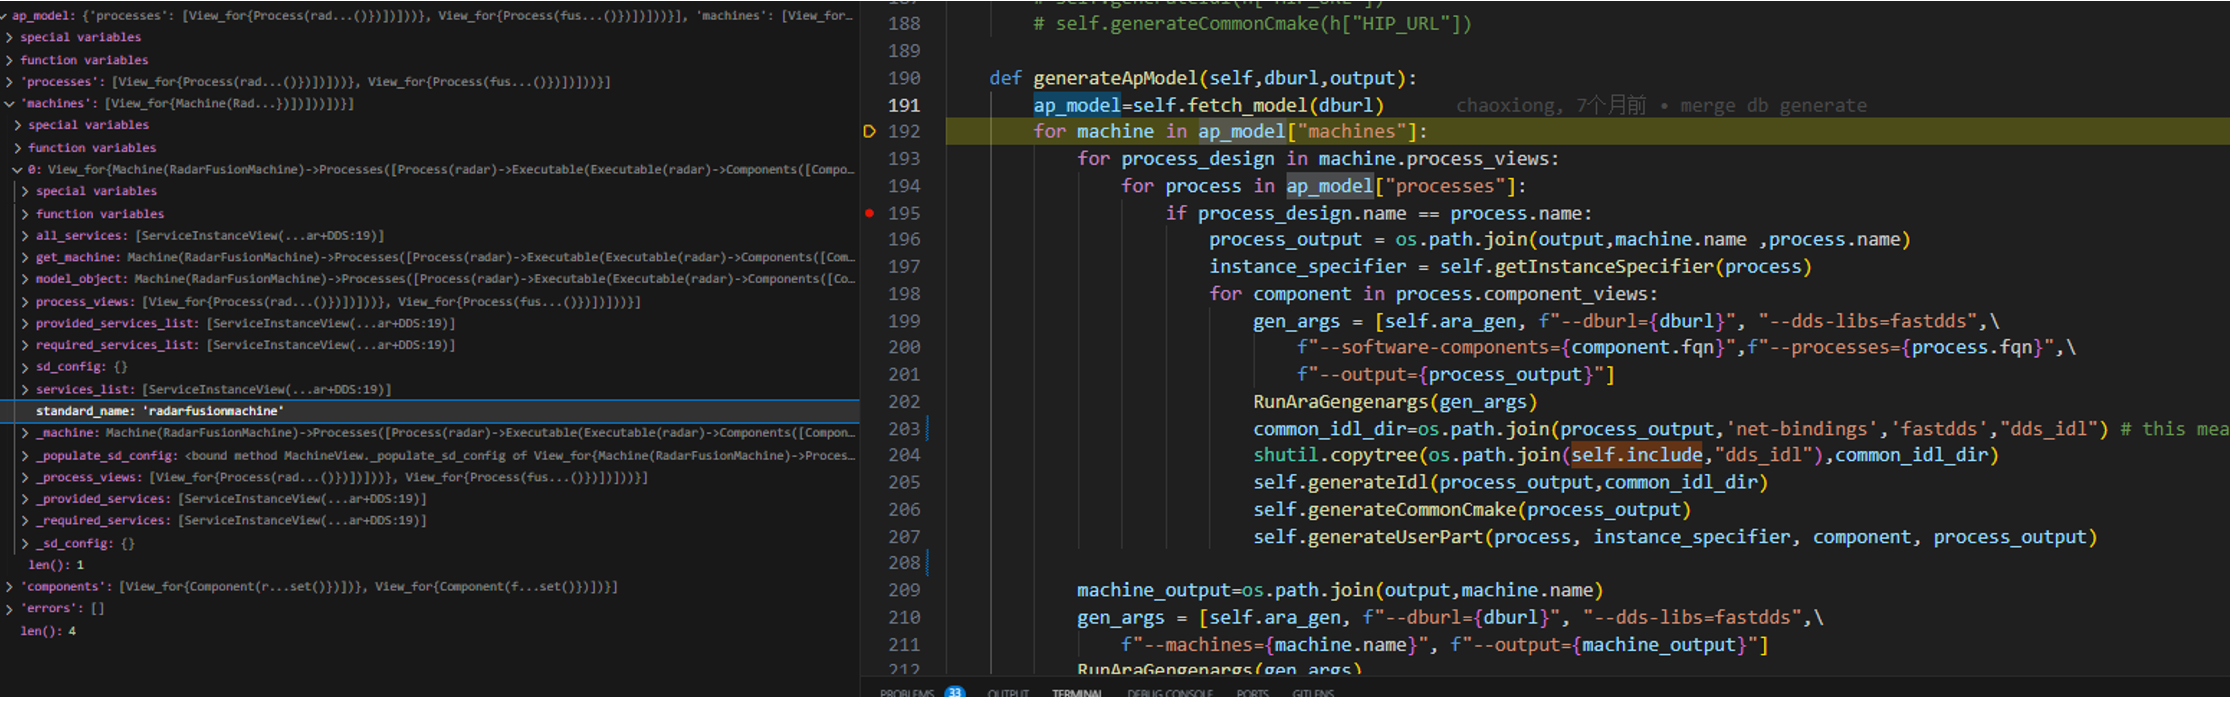 ap_model: {'processes': [View_for{Process(rad...()})])]))}, View_for{Process(fus...()})])]))}], 'machines': [View_for...
special variables
function variables
'processes': [View_for{Process(rad...()})])]))}, View_for{Process(fus...()})])]))}]
'machines': [View_for{Machine(Rad...})])]))])}]
special variables
function variables
0: View_for{Machine(RadarFusionMachine)->Processes([Process(radar)->Executable(Executable(radar)->Components([Compo...
special variables
function variables
all_services: [ServiceInstanceView(...ar+DDS:19)]
get_machine: Machine(RadarFusionMachine)->Processes([Process(radar)->Executable(Executable(radar)->Components([Com...
model_object: Machine(RadarFusionMachine)->Processes([Process(radar)->Executable(Executable(radar)->Components([Co...
process_views: [View_for{Process(rad...()})])]))}, View_for{Process(fus...()})])]))}]
provided_services_list: [ServiceInstanceView(...ar+DDS:19)]
required_services_list: [ServiceInstanceView(...ar+DDS:19)]
sd_config: {}
services_list: [ServiceInstanceView(...ar+DDS:19)]
standard_name: 'radarfusionmachine'
_machine: Machine(RadarFusionMachine)->Processes([Process(radar)->Executable(Executable(radar)->Components([Compon...
_populate_sd_config: <bound method MachineView._populate_sd_config of View_for{Machine(RadarFusionMachine)->Proces...
_process_views: [View_for{Process(rad...()})])]))}, View_for{Process(fus...()})])]))}]
_provided_services: [ServiceInstanceView(...ar+DDS:19)]
_required_services: [ServiceInstanceView(...ar+DDS:19)]
_sd_config: {}
len(): 1
'components': [View_for{Component(r...set()})])}, View_for{Component(f...set()})])}]
'errors': []
len(): 4
188 # self.generateCommonCmake(h["HIP_URL"])
189
190 def generateApModel(self,dburl,output):
191 ap_model=self.fetch_model(dburl) chaoxiong, 7个月前 • merge db generate
192 for machine in ap_model["machines"]:
193 for process_design in machine.process_views:
194 for process in ap_model["processes"]:
195 if process_design.name == process.name:
196 process_output = os.path.join(output,machine.name ,process.name)
197 instance_specifier = self.getInstanceSpecifier(process)
198 for component in process.component_views:
199 gen_args = [self.ara_gen, f"--dburl={dburl}", "--dds-libs=fastdds",\
200 f"--software-components={component.fqn}",f"--processes={process.fqn}",\
201 f"--output={process_output}"]
202 RunAraGengenargs(gen_args)
203 common_idl_dir=os.path.join(process_output,'net-bindings','fastdds',"dds_idl") # this mea
204 shutil.copytree(os.path.join(self.include,"dds_idl"),common_idl_dir)
205 self.generateIdl(process_output,common_idl_dir)
206 self.generateCommonCmake(process_output)
207 self.generateUserPart(process, instance_specifier, component, process_output)
208
209 machine_output=os.path.join(output,machine.name)
210 gen_args = [self.ara_gen, f"--dburl={dburl}", "--dds-libs=fastdds",\
211 f"--machines={machine.name}", f"--output={machine_output}"]
212 RunAraGengenargs(gen_args)
PROBLEMS 33 OUTPUT TERMINAL DEBUG CONSOLE PORTS GITLENS